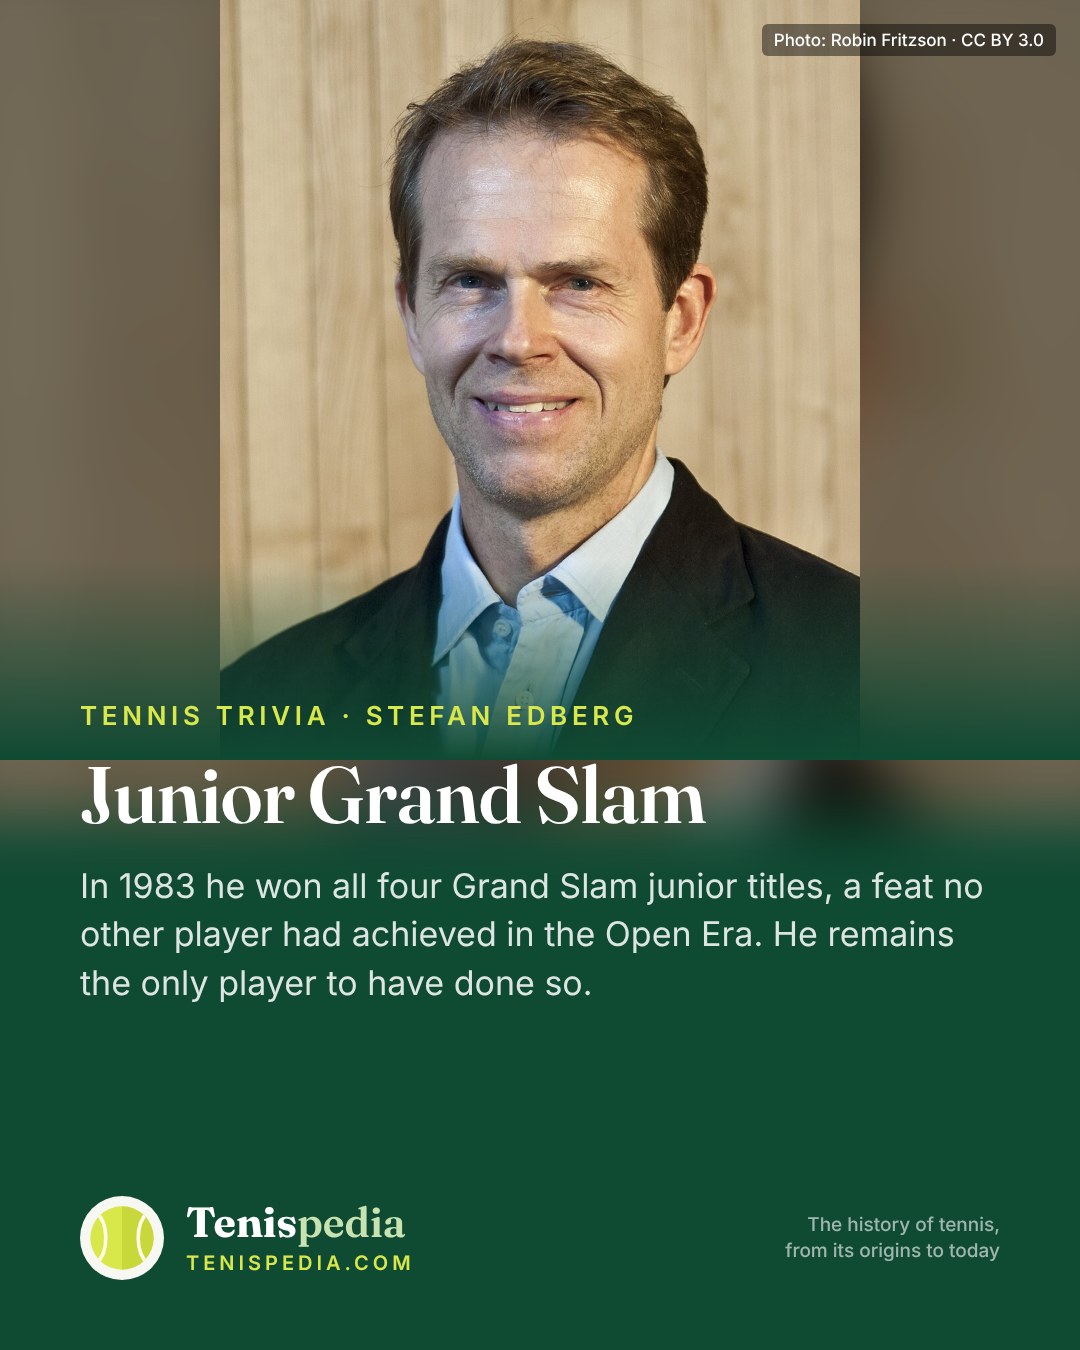 Photo: Robin Fritzson · CC BY 3.0
TENNIS TRIVIA · STEFAN EDBERG
Junior Grand Slam
In 1983 he won all four Grand Slam junior titles, a feat no
other player had achieved in the Open Era. He remains
the only player to have done so.
Tenispedia
TENISPEDIA.COM
The history of tennis,
from its origins to today